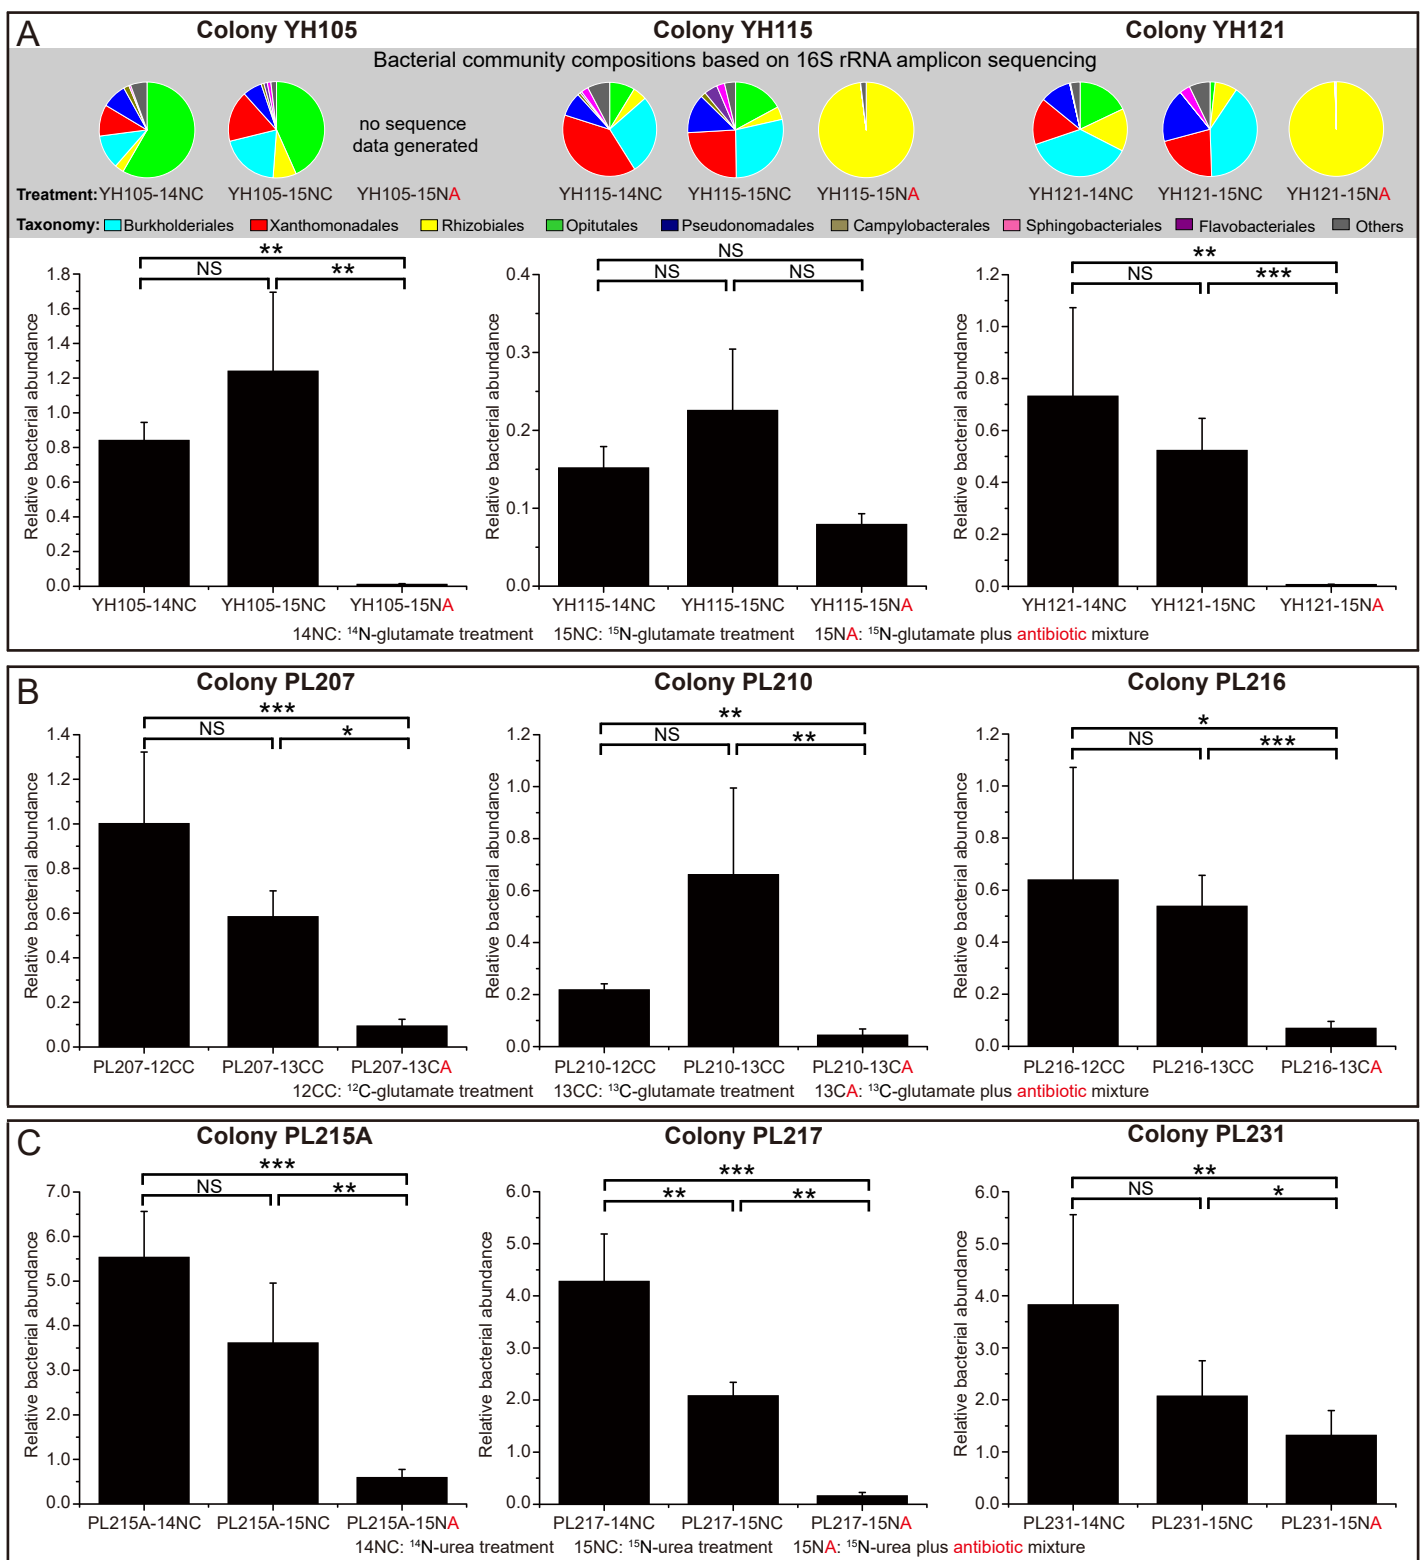 A
Colony YH105 Colony YH115 Colony YH121
Bacterial community compositions based on 16S rRNA amplicon sequencing
no sequence
data generated
Treatment: YH105-14NC YH105-15NC YH105-15NA YH115-14NC YH115-15NC YH115-15NA YH121-14NC YH121-15NC YH121-15NA
Taxonomy: Burkholderiales Xanthomonadales Rhizobiales Opitutales Pseudonomadales Campylobacterales Sphingobacteriales Flavobacteriales Others
Relative bacterial abundance
1.8
1.6
1.4
1.2
1.0
0.8
0.6
0.4
0.2
0.0
**
NS **
YH105-14NC YH105-15NC YH105-15NA
Relative bacterial abundance
0.4
0.3
0.2
0.1
0.0
NS
NS NS
YH115-14NC YH115-15NC YH115-15NA
Relative bacterial abundance
1.2
1.0
0.8
0.6
0.4
0.2
0.0
**
NS ***
YH121-14NC YH121-15NC YH121-15NA
14NC: ¹⁴N-glutamate treatment 15NC: ¹⁵N-glutamate treatment 15NA: ¹⁵N-glutamate plus antibiotic mixture
B
Colony PL207 Colony PL210 Colony PL216
Relative bacterial abundance
1.4
1.2
1.0
0.8
0.6
0.4
0.2
0.0
***
NS *
PL207-12CC PL207-13CC PL207-13CA
Relative bacterial abundance
1.2
1.0
0.8
0.6
0.4
0.2
0.0
**
NS **
PL210-12CC PL210-13CC PL210-13CA
Relative bacterial abundance
1.2
1.0
0.8
0.6
0.4
0.2
0.0
*
NS ***
PL216-12CC PL216-13CC PL216-13CA
12CC: ¹²C-glutamate treatment 13CC: ¹³C-glutamate treatment 13CA: ¹³C-glutamate plus antibiotic mixture
C
Colony PL215A Colony PL217 Colony PL231
Relative bacterial abundance
7.0
6.0
5.0
4.0
3.0
2.0
1.0
0.0
***
NS **
PL215A-14NC PL215A-15NC PL215A-15NA
Relative bacterial abundance
6.0
5.0
4.0
3.0
2.0
1.0
0.0
***
** **
PL217-14NC PL217-15NC PL217-15NA
Relative bacterial abundance
6.0
5.0
4.0
3.0
2.0
1.0
0.0
**
NS *
PL231-14NC PL231-15NC PL231-15NA
14NC: ¹⁴N-urea treatment 15NC: ¹⁵N-urea treatment 15NA: ¹⁵N-urea plus antibiotic mixture